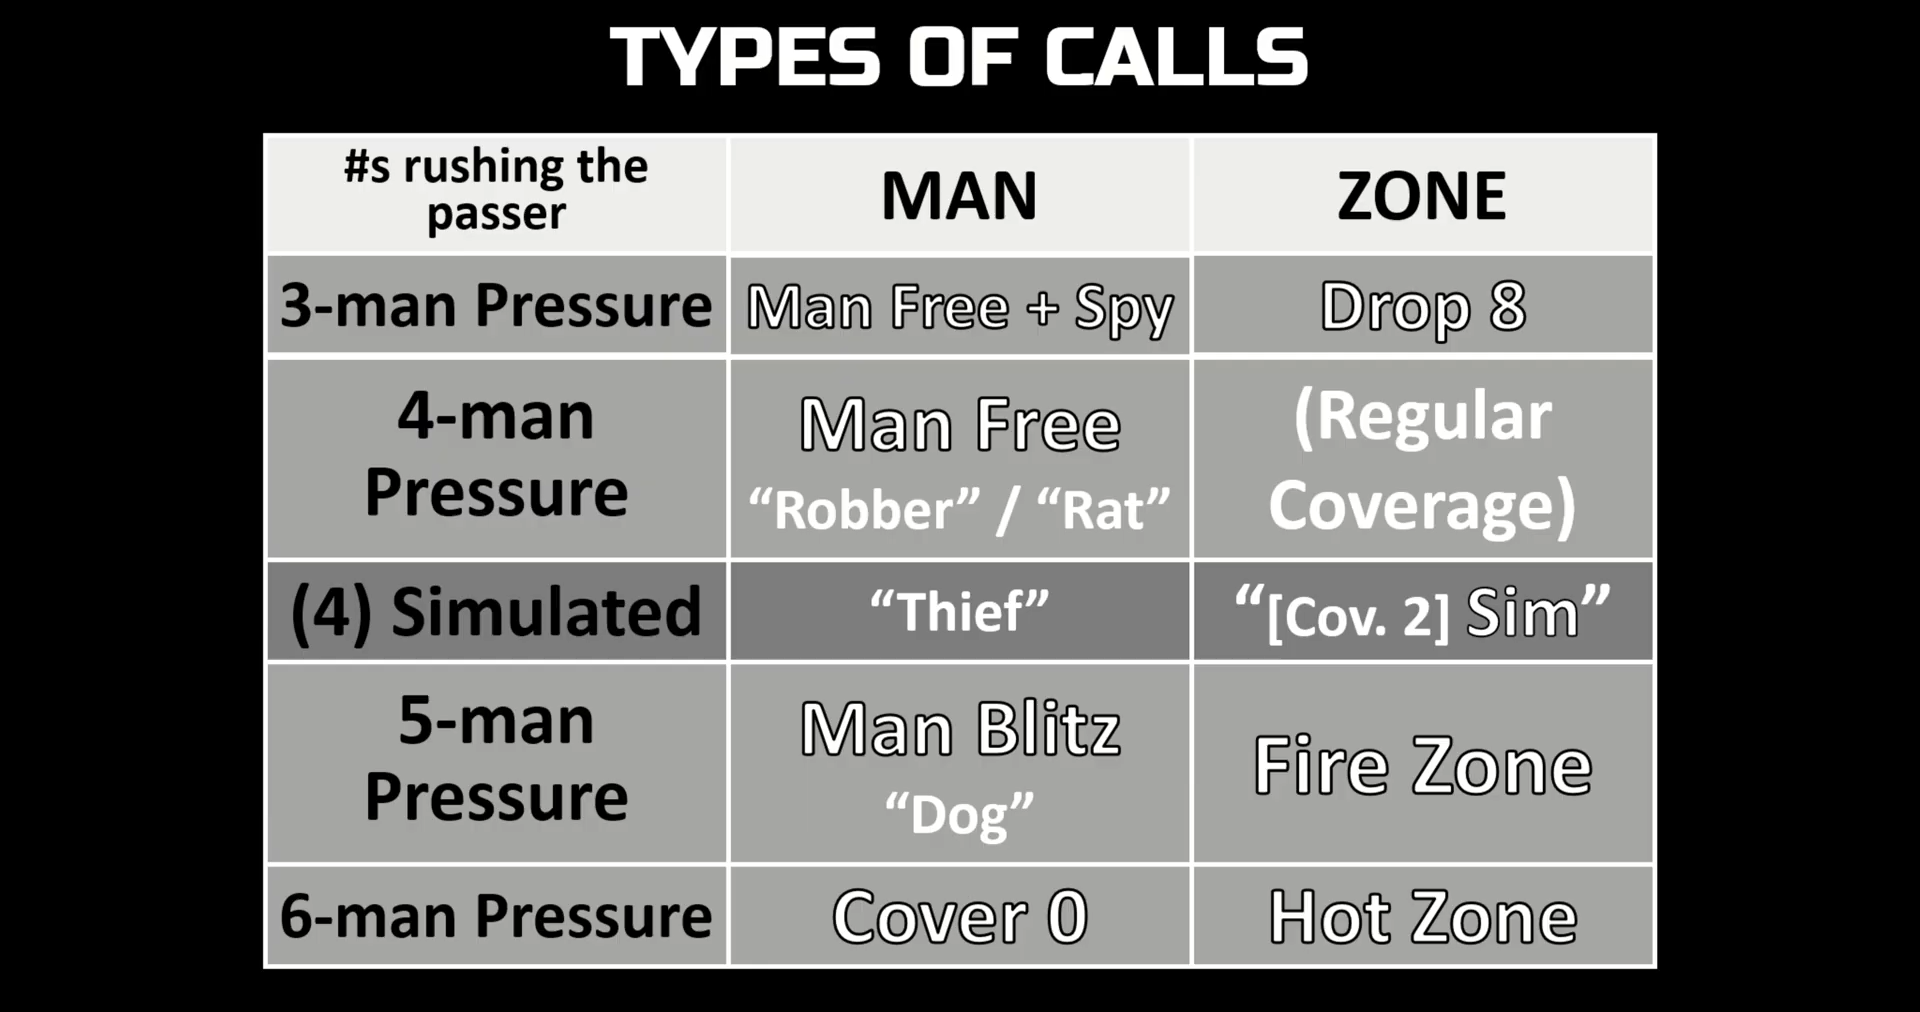 TYPES OF CALLS
#s rushing the
passer
MAN
ZONE
3-man Pressure
Man Free + Spy
Drop 8
4-man
Pressure
Man Free
“Robber” / “Rat”
(Regular
Coverage)
(4) Simulated
“Thief”
“[Cov. 2] Sim”
5-man
Pressure
Man Blitz
“Dog”
Fire Zone
6-man Pressure
Cover 0
Hot Zone